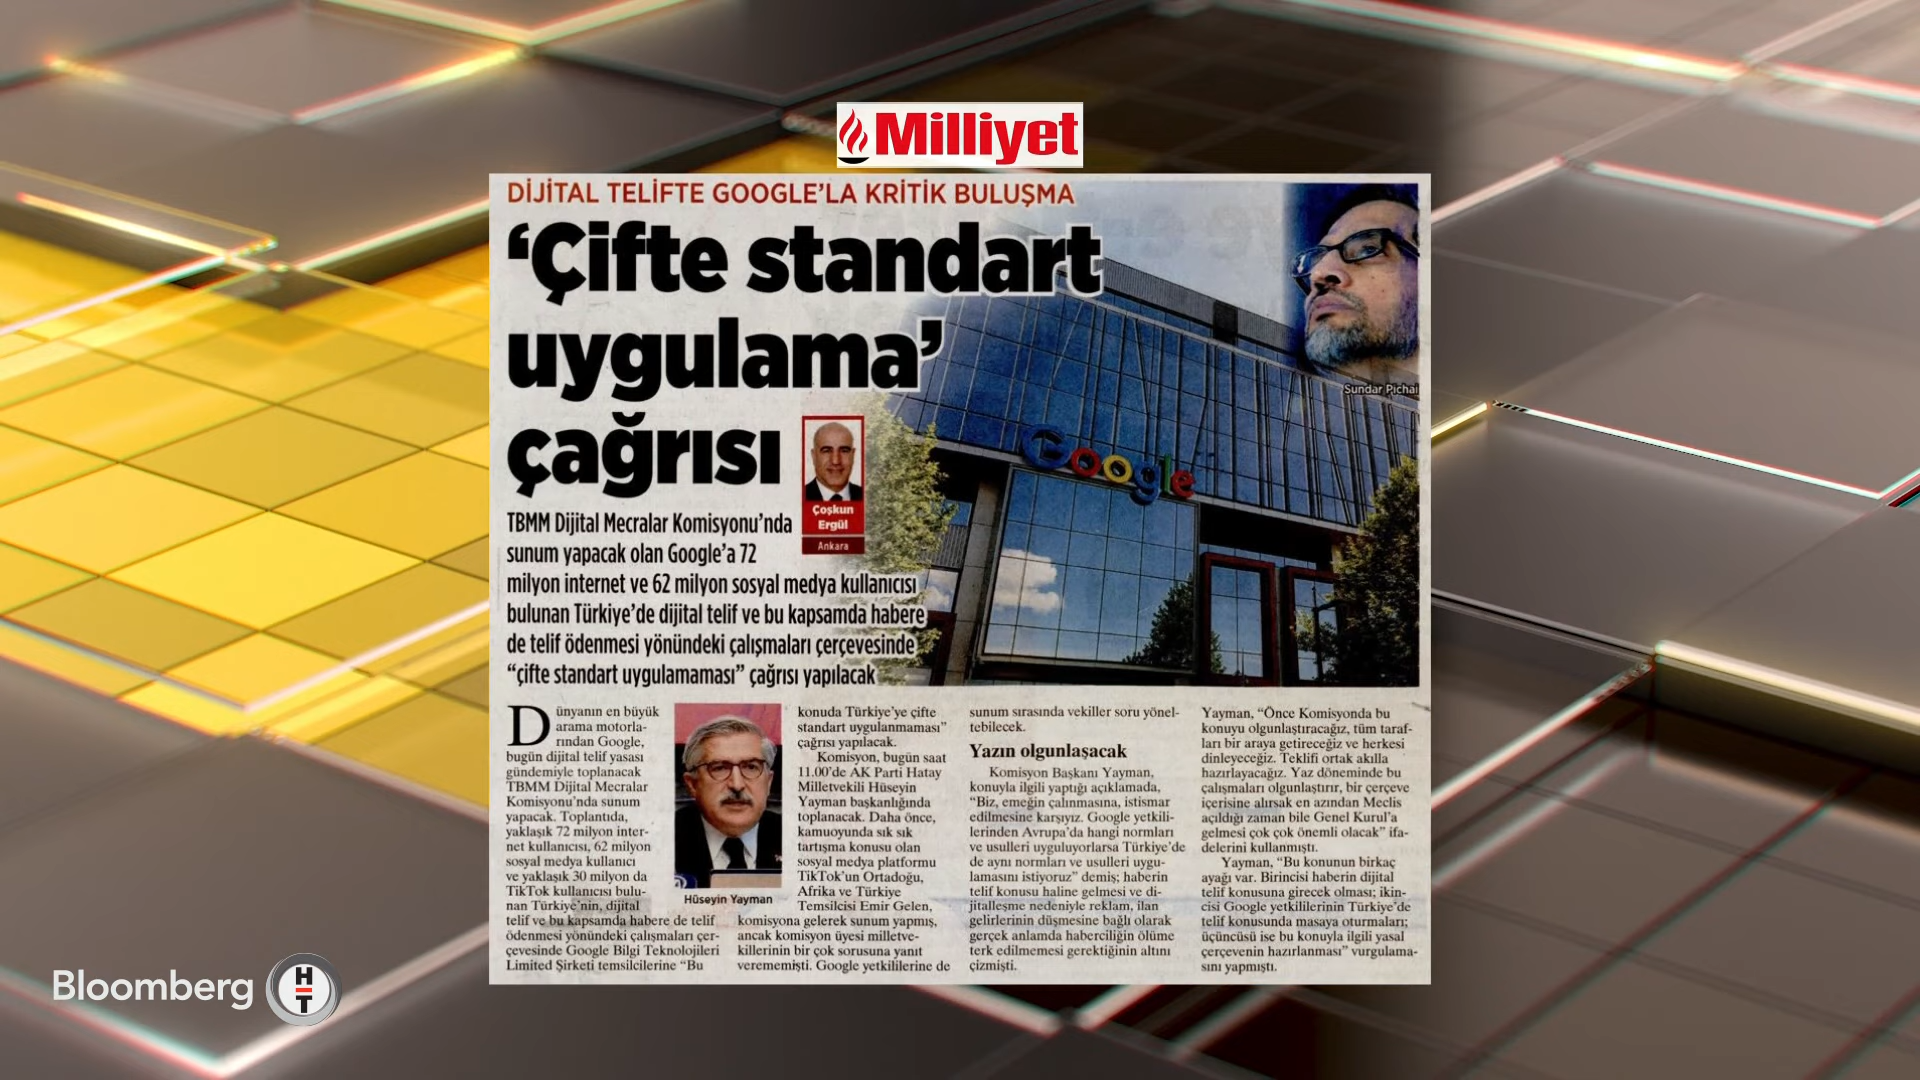 Milliyet
DİJİTAL TELİFTE GOOGLE'LA KRİTİK BULUŞMA
'Çifte standart
uygulama'
çağrısı
Sundar Pichai
Google
Çoşkun
Ergül
Ankara
TBMM Dijital Mecralar Komisyonu'nda
sunum yapacak olan Google'a 72
milyon internet ve 62 milyon sosyal medya kullanıcısı
bulunan Türkiye'de dijital telif ve bu kapsamda habere
de telif ödenmesi yönündeki çalışmaları çerçevesinde
"çifte standart uygulamaması" çağrısı yapılacak
Dünyanın en büyük
arama motorla-
rından Google,
bugün dijital telif yasası
gündemiyle toplanacak
TBMM Dijital Mecralar
Komisyonu'nda sunum
yapacak. Toplantıda,
yaklaşık 72 milyon inter-
net kullanıcısı, 62 milyon
sosyal medya kullanıcı
ve yaklaşık 30 milyon da
TikTok kullanıcısı bulu-
nan Türkiye'nin, dijital
telif ve bu kapsamda habere de telif
ödenmesi yönündeki çalışmaları çer-
çevesinde Google Bilgi Teknolojileri
Limited Şirketi temsilcilerine "Bu
Hüseyin Yayman
konuda Türkiye'ye çifte
standart uygulanmaması"
çağrısı yapılacak.
Komisyon, bugün saat
11.00'de AK Parti Hatay
Milletvekili Hüseyin
Yayman başkanlığında
toplanacak. Daha önce,
kamuoyunda sık sık
tartışma konusu olan
sosyal medya platformu
TikTok'un Ortadoğu,
Afrika ve Türkiye
Temsilcisi Emir Gelen,
komisyona gelerek sunum yapmış,
ancak komisyon üyesi milletve-
killerinin bir çok sorusuna yanıt
verememişti. Google yetkililerine de
sunum sırasında vekiller soru yönel-
tebilecek.
Yazın olgunlaşacak
Komisyon Başkanı Yayman,
konuyla ilgili yaptığı açıklamada,
"Biz, emeğin çalınmasına, istismar
edilmesine karşıyız. Google yetkili-
lerinden Avrupa'da hangi normları
ve usulleri uyguluyorlarsa Türkiye'de
de aynı normları ve usulleri uygu-
lamasını istiyoruz" demiş; haberin
telif konusu haline gelmesi ve di-
jitalleşme nedeniyle reklam, ilan
gelirlerinin düşmesine bağlı olarak
gerçek anlamda haberciliğin ölüme
terk edilmemesi gerektiğinin altını
çizmişti.
Yayman, "Önce Komisyonda bu
konuyu olgunlaştıracağız, tüm taraf-
ları bir araya getireceğiz ve herkesi
dinleyeceğiz. Teklifi ortak akılla
hazırlayacağız. Yaz döneminde bu
çalışmaları olgunlaştırır, bir çerçeve
içerisine alırsak en azından Meclis
açıldığı zaman bile Genel Kurul'a
gelmesi çok çok önemli olacak" ifa-
delerini kullanmıştı.
Yayman, "Bu konunun birkaç
ayağı var. Birincisi haberin dijital
telif konusuna girecek olması; ikin-
cisi Google yetkililerinin Türkiye'de
telif konusunda masaya oturmaları;
üçüncüsü ise bu konuyla ilgili yasal
çerçevenin hazırlanması" vurgulama-
sını yapmıştı.
Bloomberg HT